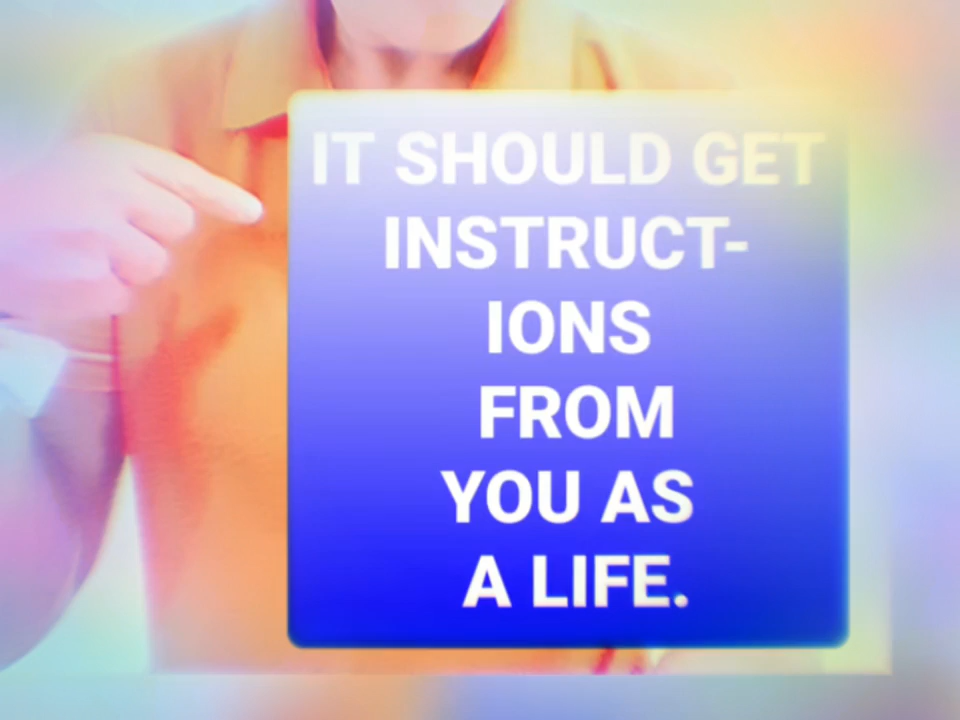 IT SHOULD GET
INSTRUCT-
IONS
FROM
YOU AS
A LIFE.